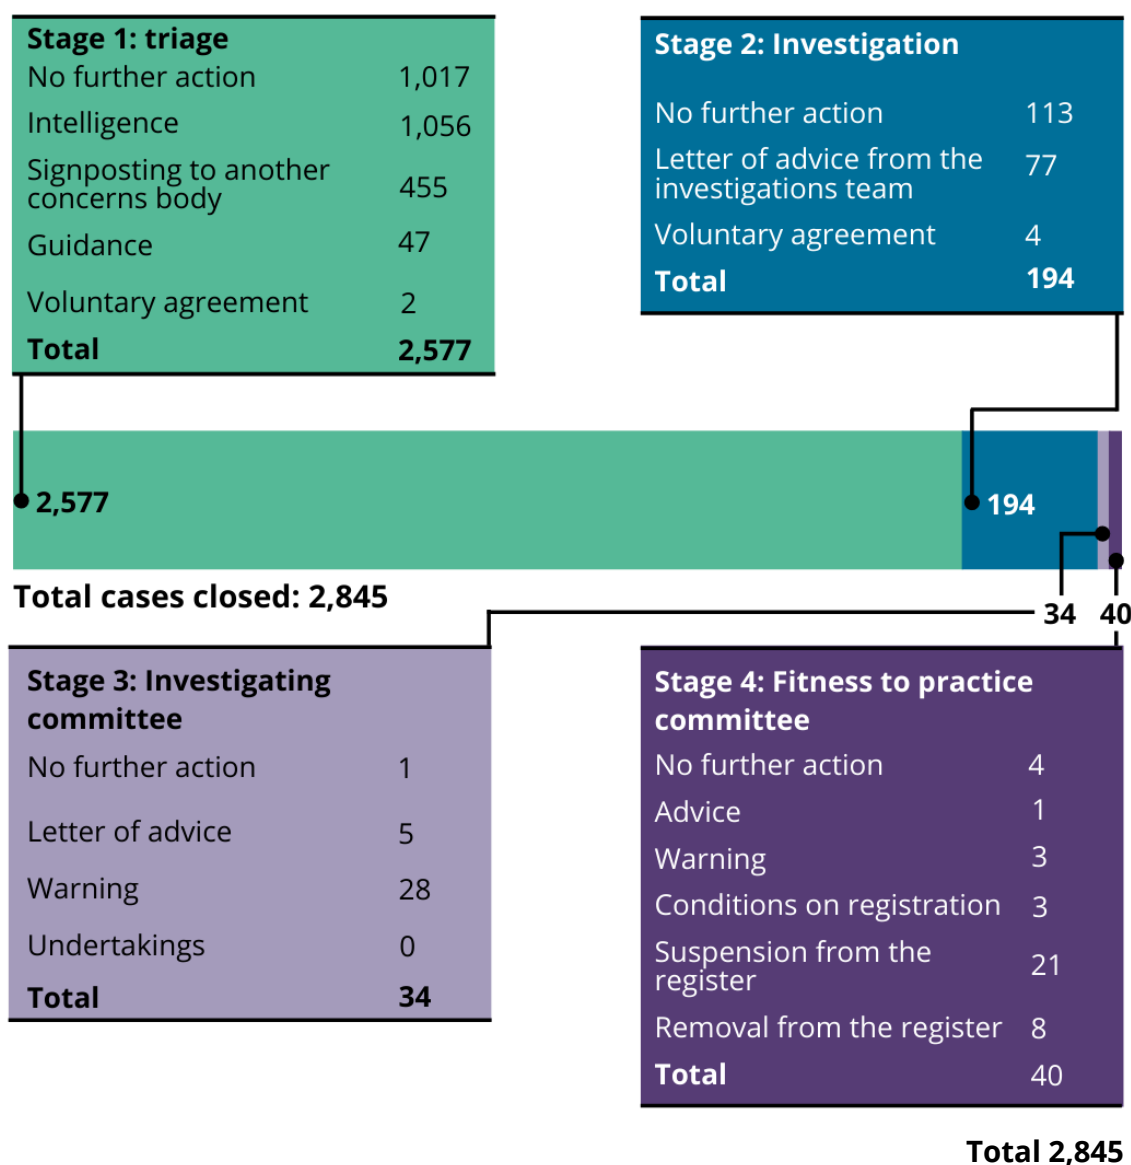 Stage 1: triage
No further action 1,017
Intelligence 1,056
Signposting to another
concerns body 455
Guidance 47
Voluntary agreement 2
Total 2,577
Stage 2: Investigation
No further action 113
Letter of advice from the
investigations team 77
Voluntary agreement 4
Total 194
2,577
194
Total cases closed: 2,845
34 40
Stage 3: Investigating
committee
No further action 1
Letter of advice 5
Warning 28
Undertakings 0
Total 34
Stage 4: Fitness to practice
committee
No further action 4
Advice 1
Warning 3
Conditions on registration 3
Suspension from the
register 21
Removal from the register 8
Total 40
Total 2,845